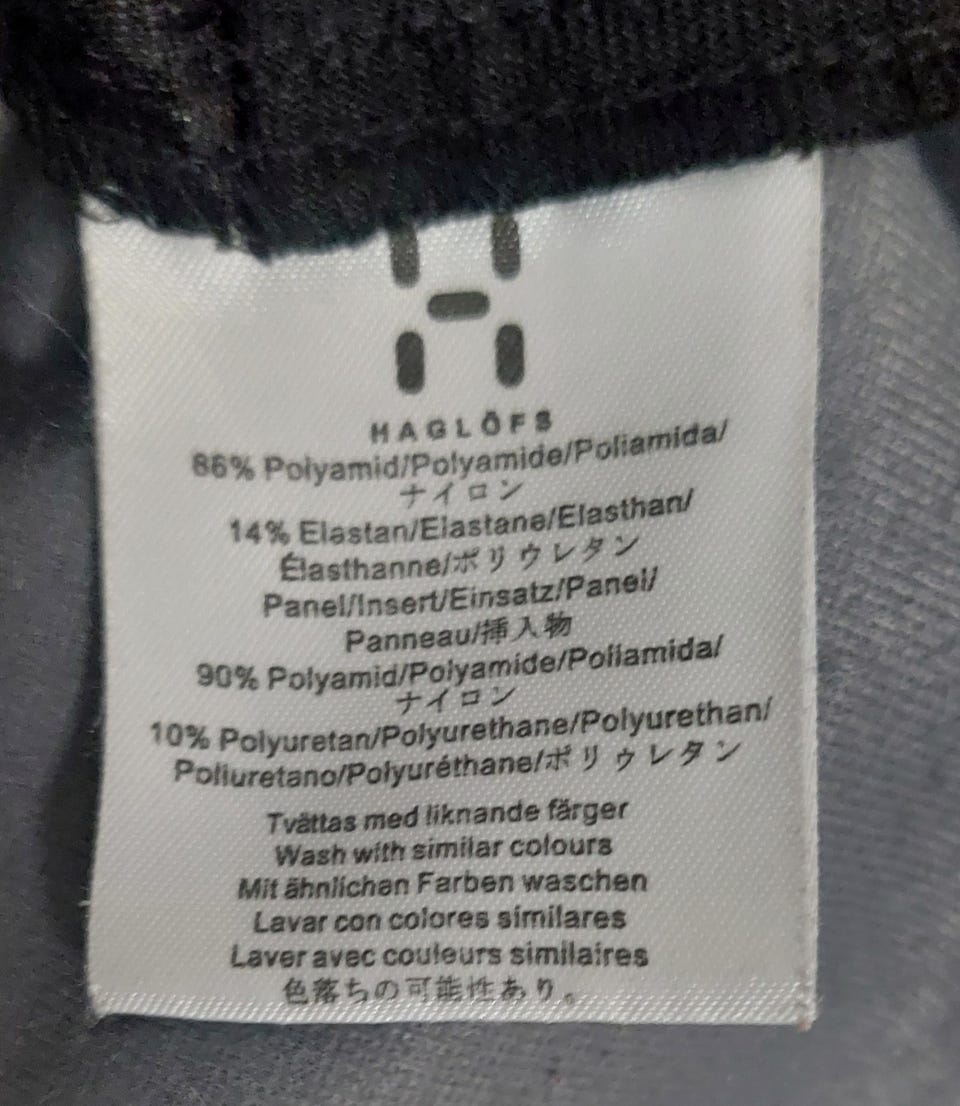 HAGLÖFS
86% Polyamid/Polyamide/Poliamida/
ナイロン
14% Elastan/Elastane/Elasthan/
Élasthanne/ポリウレタン
Panel/Insert/Einsatz/Panel/
Panneau/挿入物
90% Polyamid/Polyamide/Poliamida/
ナイロン
10% Polyuretan/Polyurethane/Polyurethan/
Poliuretano/Polyuréthane/ポリゥレタン
Tvättas med liknande färger
Wash with similar colours
Mit ähnlichen Farben waschen
Lavar con colores similares
Laver avec couleurs similaires
色落ちの可能性あり。